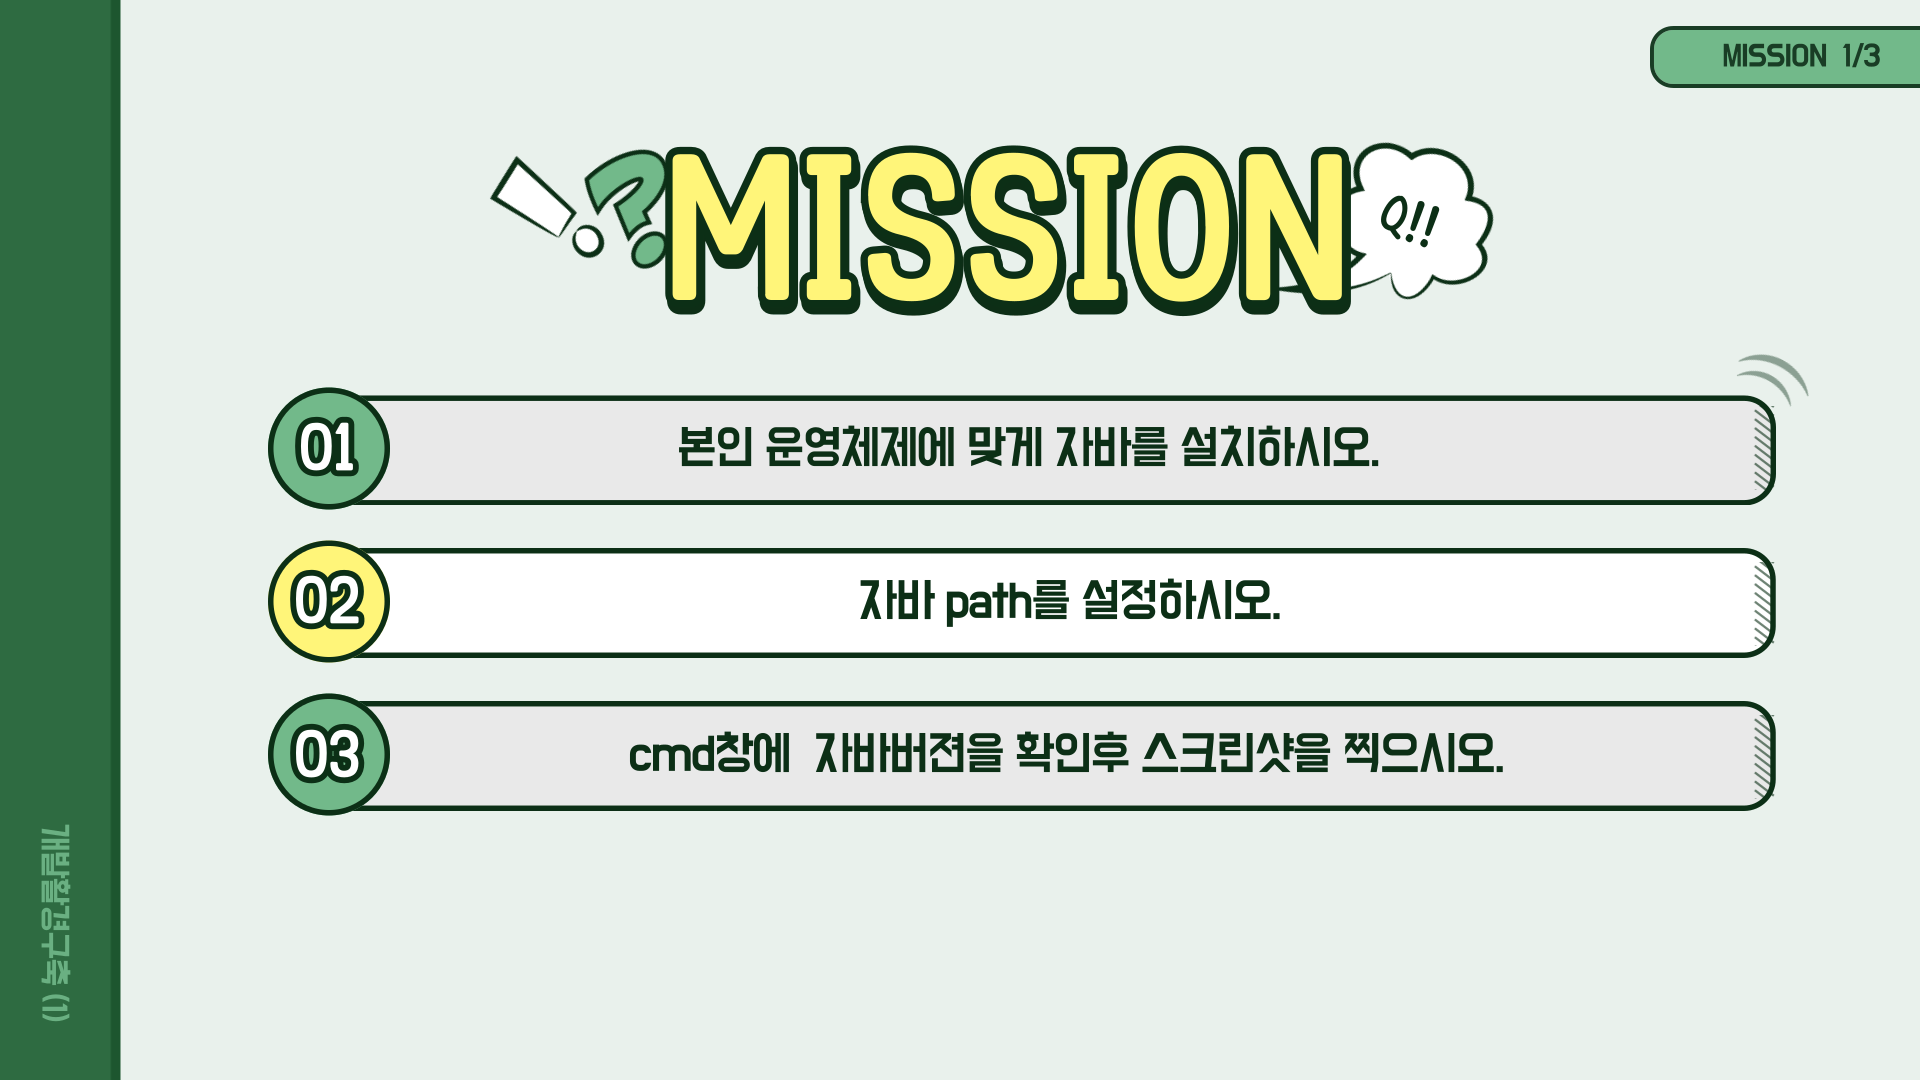 MISSION 1/3
MISSION
Q!!
01
본인 운영체제에 맞게 자바를 설치하시오.
02
자바 path를 설정하시오.
03
cmd창에 자바버젼을 확인후 스크린샷을 찍으시오.
개발환경구축 (1)